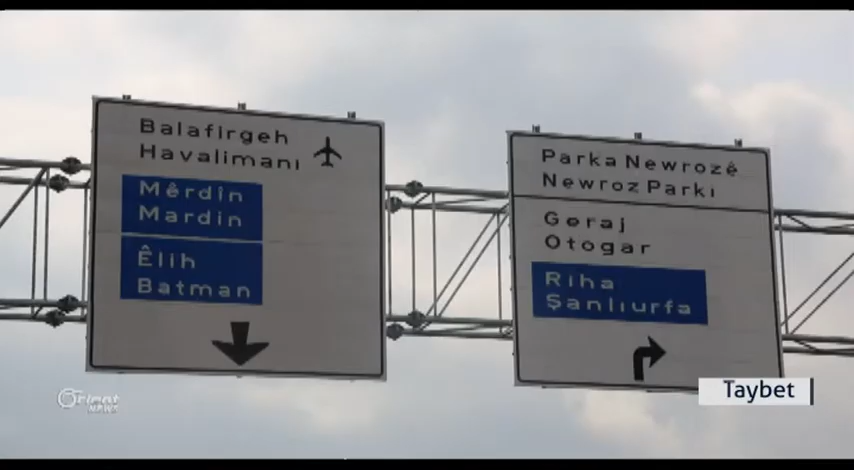 Balafirgeh
Havalimanı
Mêrdîn
Mardin
Êlih
Batman
Parka Newrozê
Newroz Parkı
Geraj
Otogar
Riha
Şanlıurfa
Orient
NEWS
Taybet